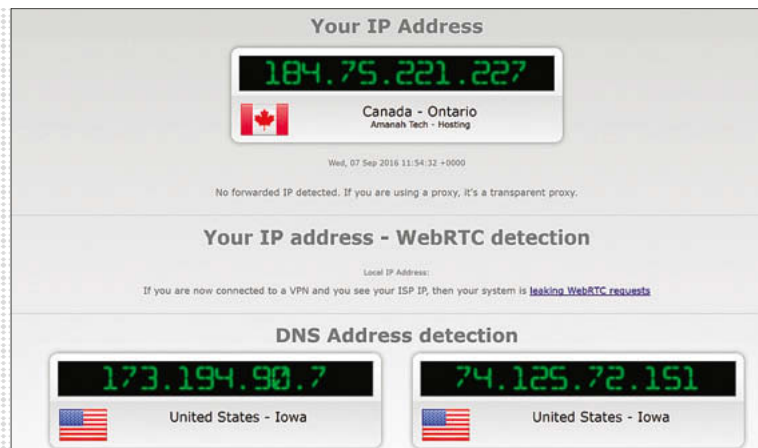 Your IP Address
184.75.221.227
Canada - Ontario
Amanah Tech - Hosting
Wed, 07 Sep 2016 11:54:32 +0000
No forwarded IP detected. If you are using a proxy, it's a transparent proxy.
Your IP address - WebRTC detection
Local IP Address:
If you are now connected to a VPN and you see your ISP IP, then your system is leaking WebRTC requests
DNS Address detection
173.194.90.7
74.125.72.151
United States - Iowa
United States - Iowa